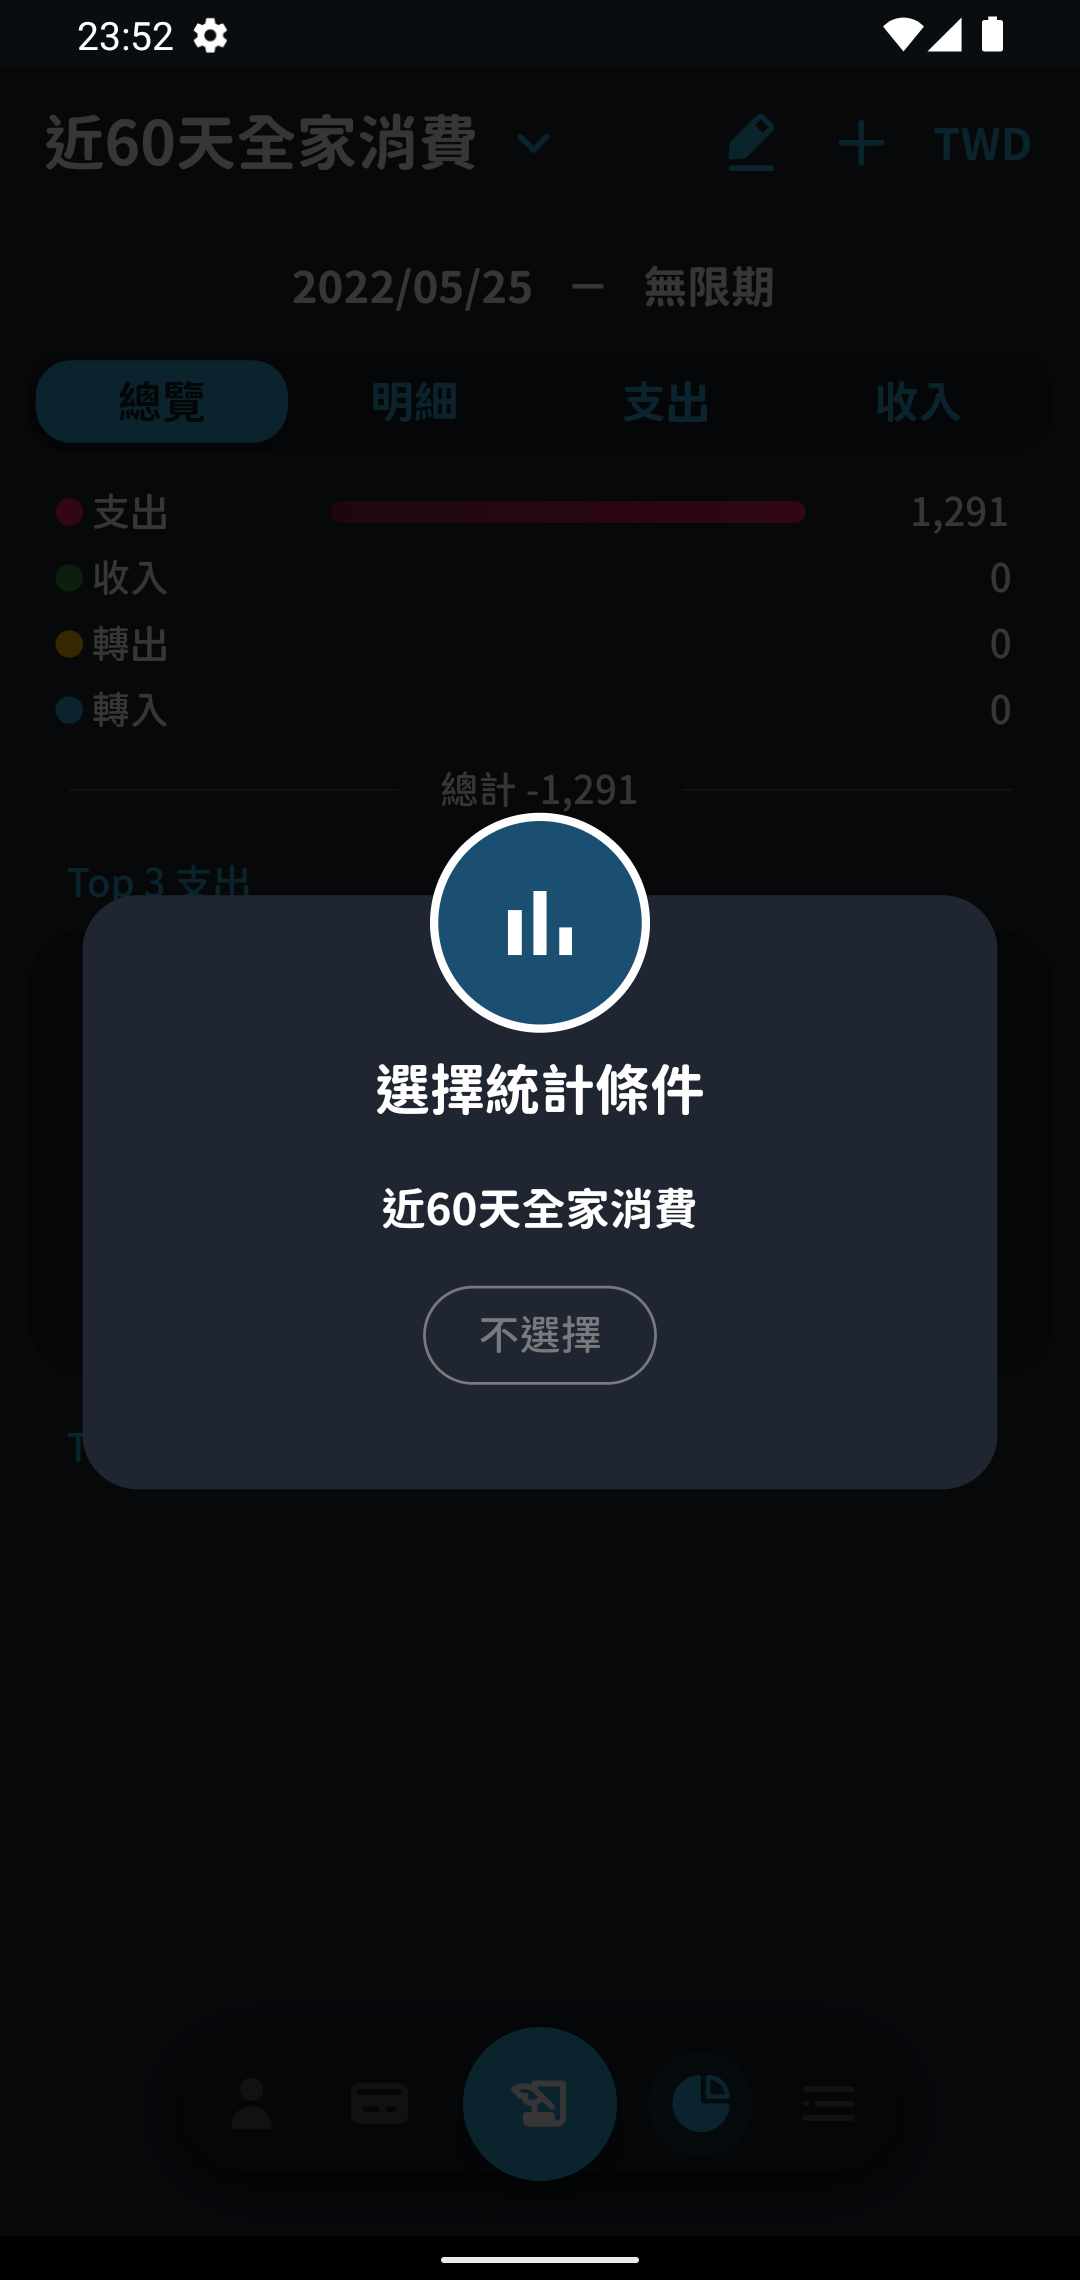 23:52
近60天全家消費
TWD
2022/05/25 — 無限期
總覽 明細 支出 收入
支出 1,291
收入 0
轉出 0
轉入 0
總計 -1,291
Top 3 支出
選擇統計條件
近60天全家消費
不選擇
T